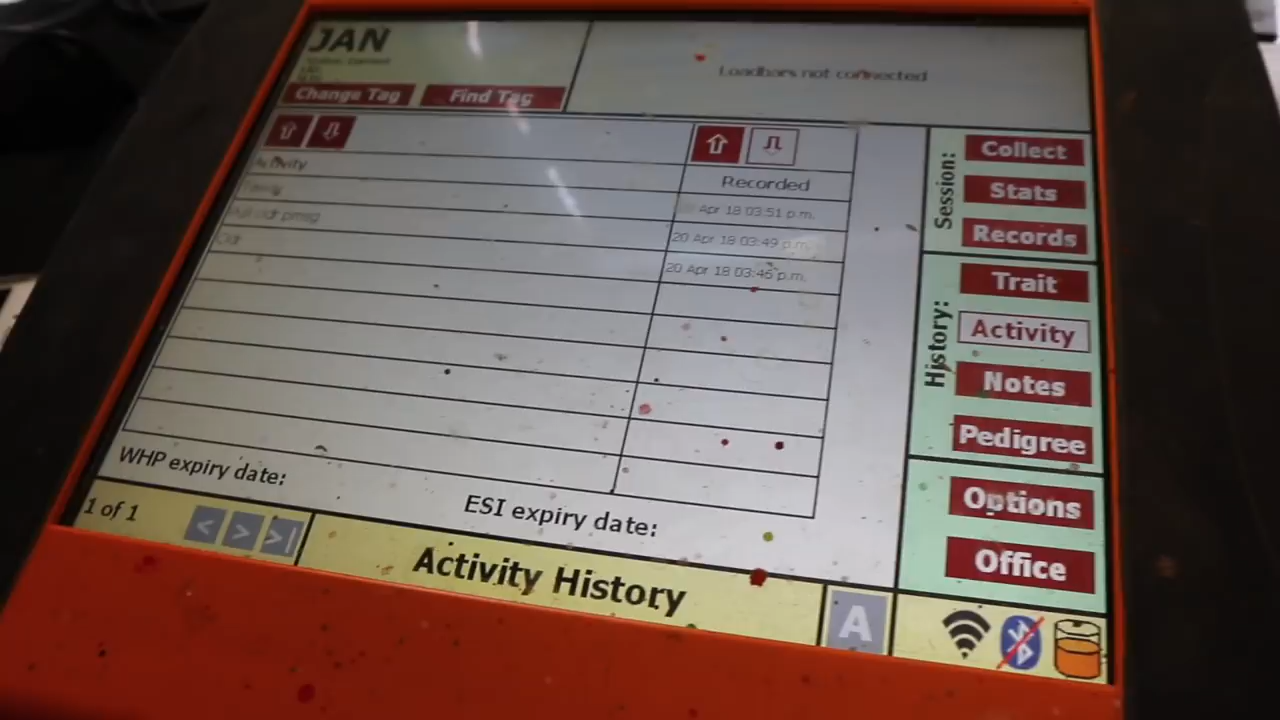 JAN
Loadbars not connected
Change Tag
Find Tag
Activity
Recorded
Apr 18 03:51 p.m.
20 Apr 18 03:49 p.m.
20 Apr 18 03:46 p.m.
WHP expiry date:
ESI expiry date:
1 of 1
< > >|
Activity History
A
Session:
Collect
Stats
Records
History:
Trait
Activity
Notes
Pedigree
Options
Office